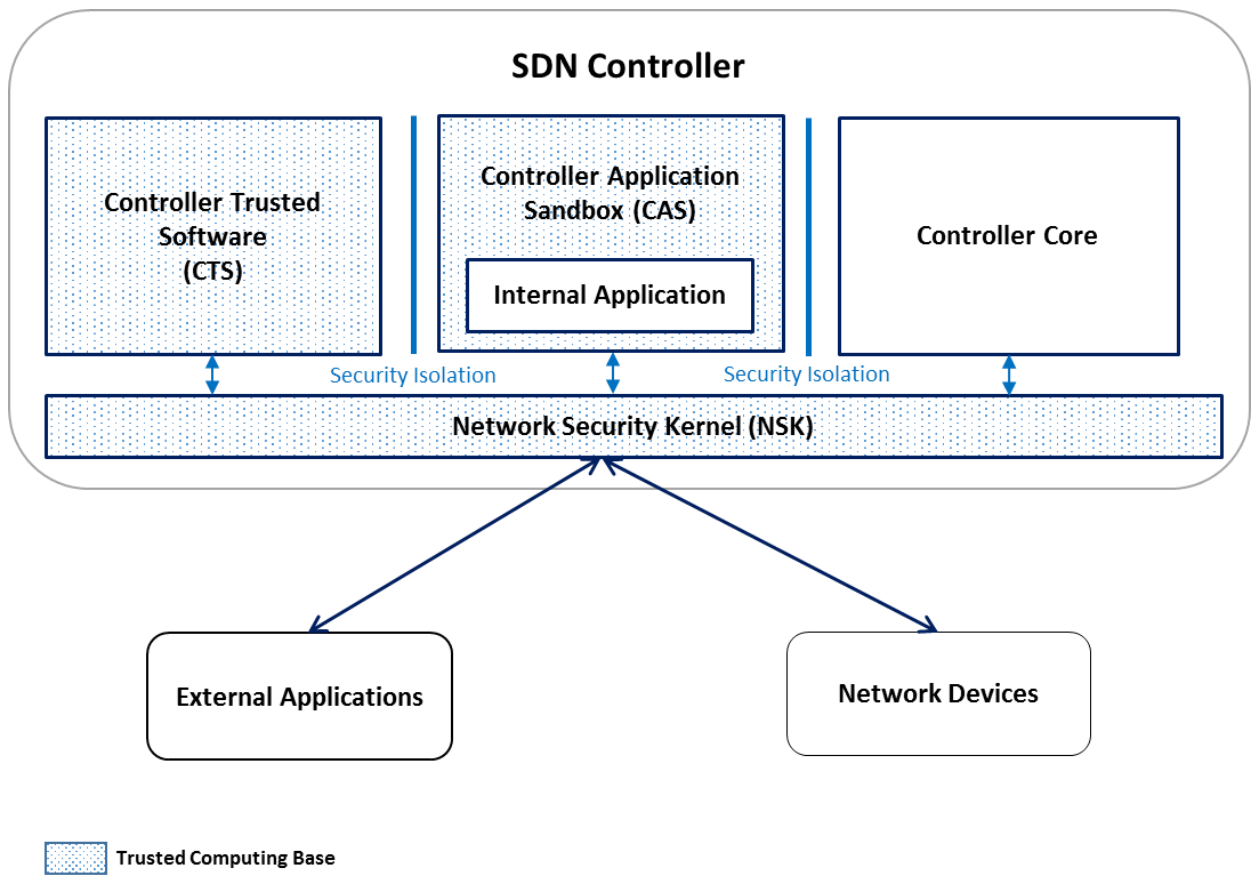 SDN Controller
Controller Trusted
Software
(CTS)
Controller Application
Sandbox (CAS)
Internal Application
Controller Core
Security Isolation
Security Isolation
Network Security Kernel (NSK)
External Applications
Network Devices
Trusted Computing Base